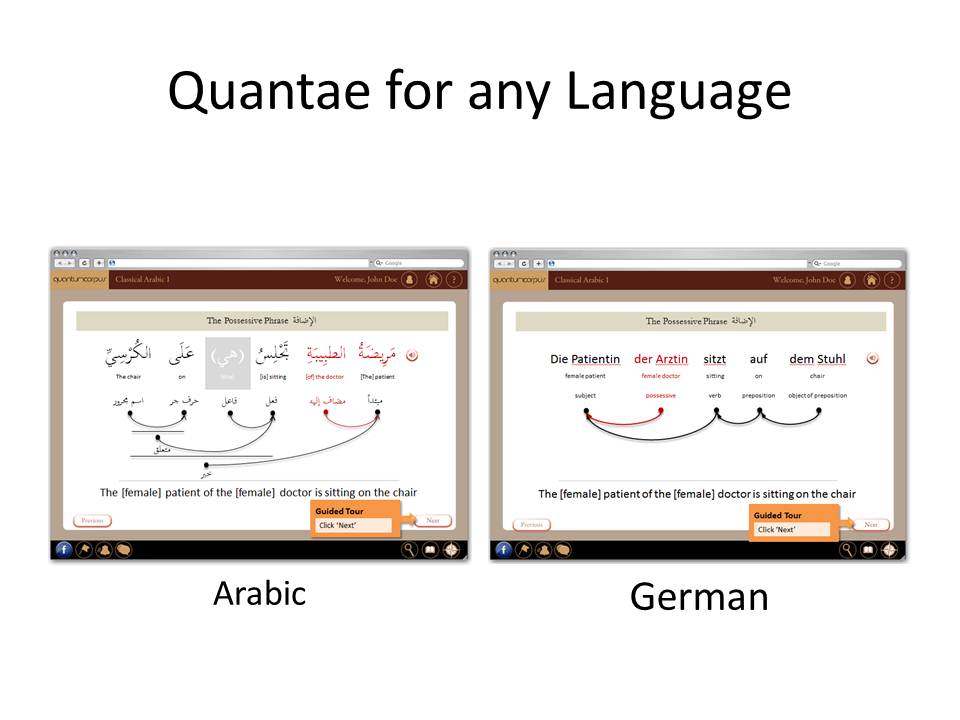 Quantae for any Language
Google
quantumcorpus/ Classical Arabic 1 Welcome, John Doe ?
The Possessive Phrase الإضافة
مَرِيضَةُ الطَبِيبَةِ تَجْلِسُ (هي) عَلَى الكُرْسِيِّ
The chair on [she] [is] sitting [of] the doctor [The] patient
مبتدأ مضاف إليه فعل فاعل حرف جر اسم مجرور
متعلق
خبر
The [female] patient of the [female] doctor is sitting on the chair
Guided Tour
Click ‘Next’
Previous Next
f
Arabic
Google
quantumcorpus/ Classical Arabic 1 Welcome, John Doe ?
The Possessive Phrase الإضافة
Die Patientin der Arztin sitzt auf dem Stuhl
female patient female doctor sitting on chair
subject possessive verb preposition object of preposition
The [female] patient of the [female] doctor is sitting on the chair
Guided Tour
Click ‘Next’
Previous Next
f
German